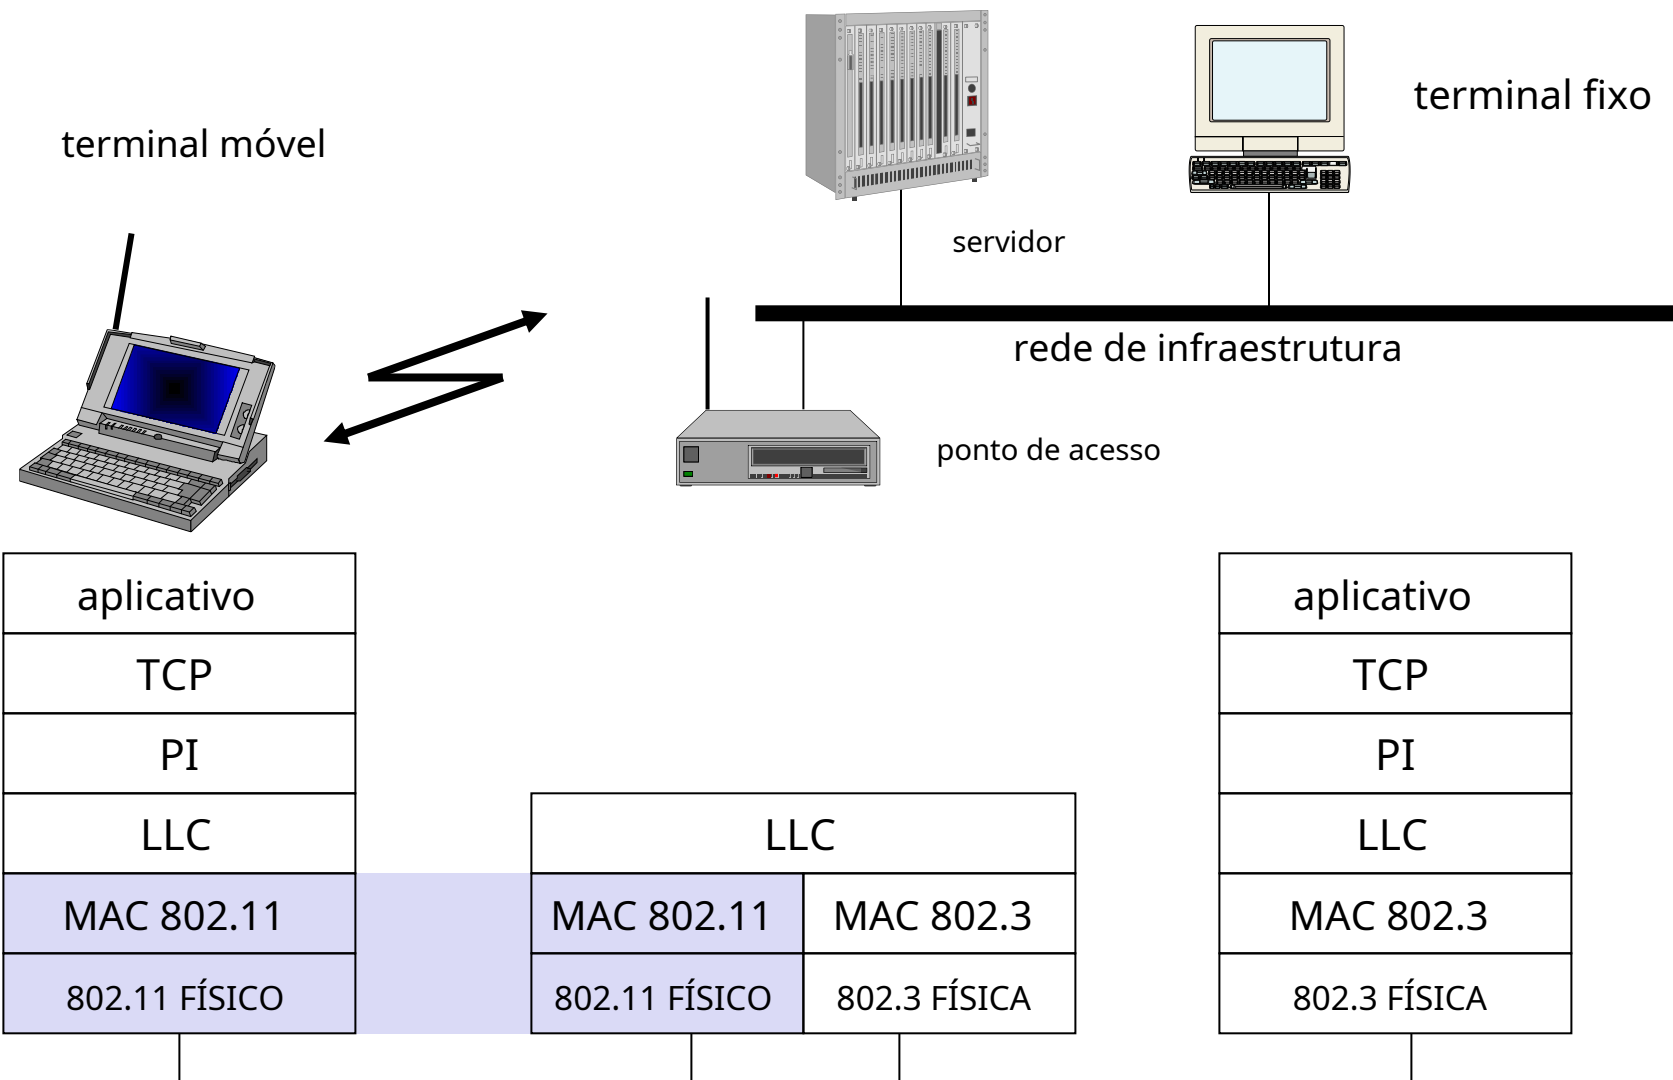 terminal fixo
terminal móvel
servidor
rede de infraestrutura
ponto de acesso
aplicativo
TCP
PI
LLC
MAC 802.11
802.11 FÍSICO
LLC
MAC 802.11
MAC 802.3
802.11 FÍSICO
802.3 FÍSICA
aplicativo
TCP
PI
LLC
MAC 802.3
802.3 FÍSICA